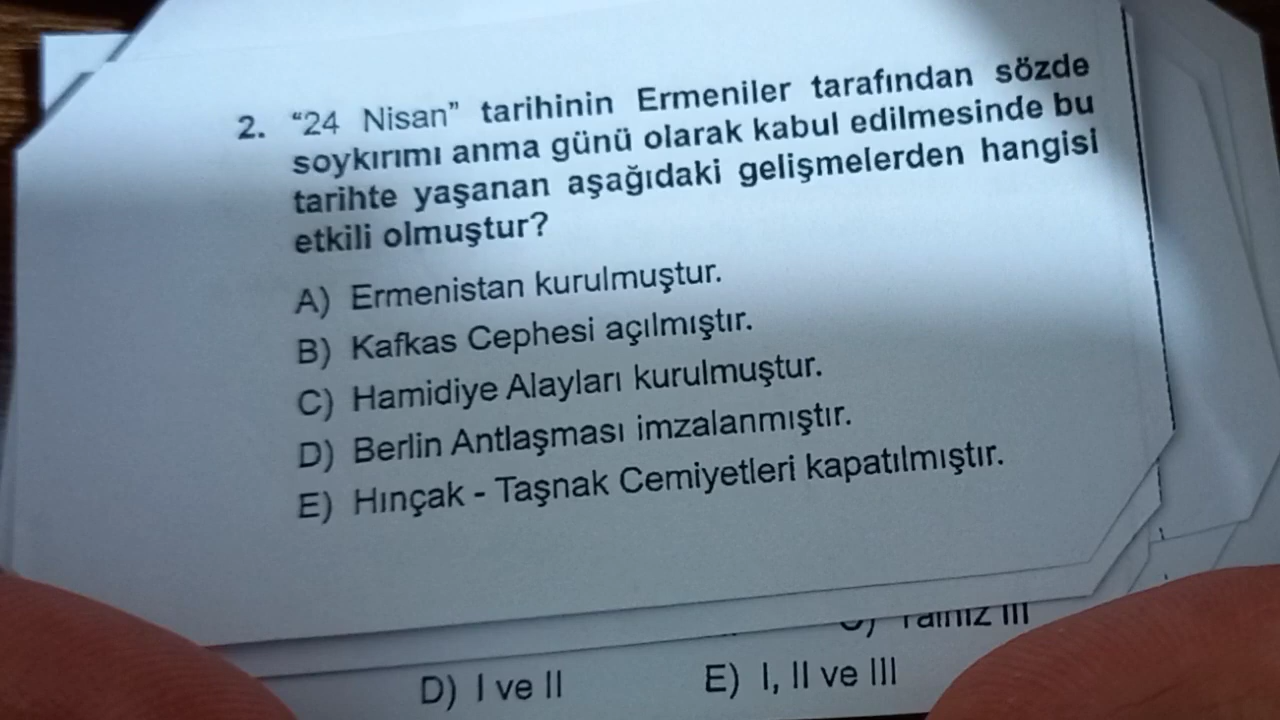 2. "24 Nisan" tarihinin Ermeniler tarafından sözde
soykırımı anma günü olarak kabul edilmesinde bu
tarihte yaşanan aşağıdaki gelişmelerden hangisi
etkili olmuştur?
A) Ermenistan kurulmuştur.
B) Kafkas Cephesi açılmıştır.
C) Hamidiye Alayları kurulmuştur.
D) Berlin Antlaşması imzalanmıştır.
E) Hınçak - Taşnak Cemiyetleri kapatılmıştır.
III
D) I ve II
E) I, II ve III